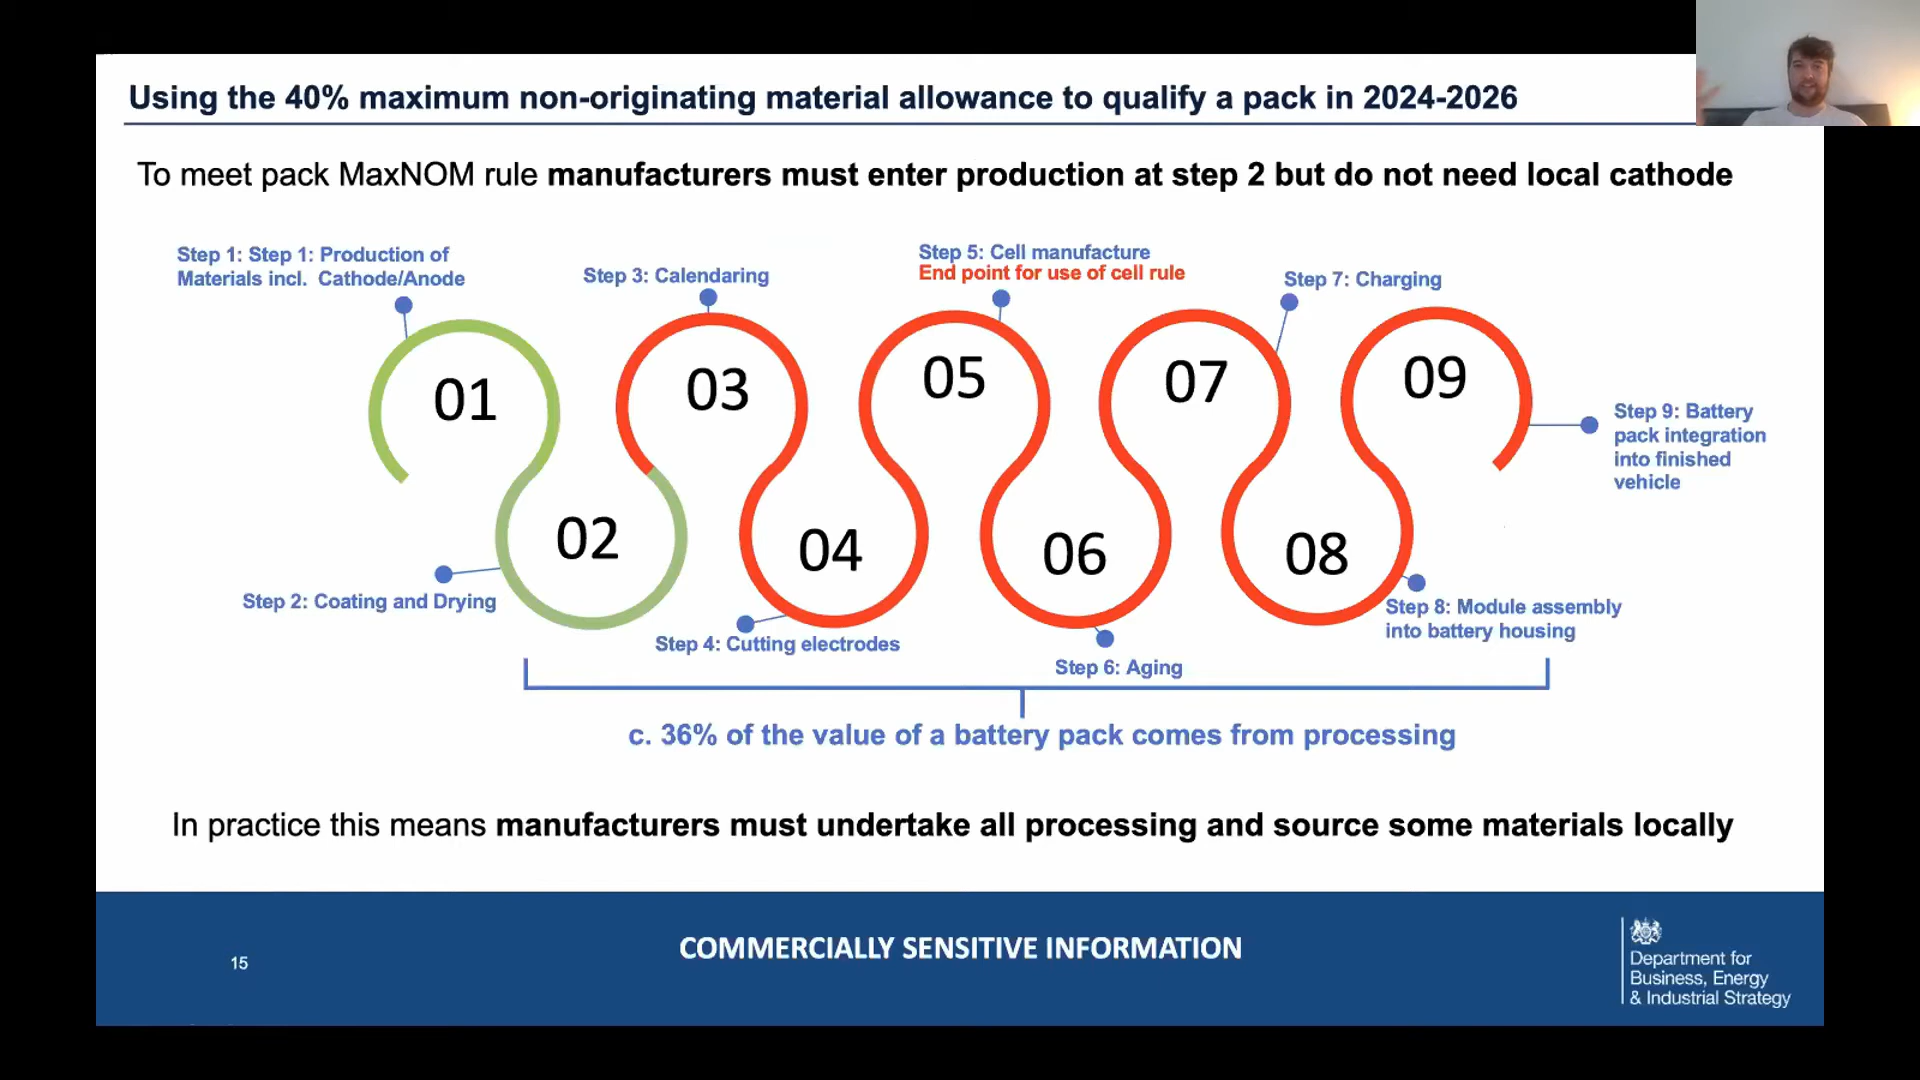 Using the 40% maximum non-originating material allowance to qualify a pack in 2024-2026
To meet pack MaxNOM rule manufacturers must enter production at step 2 but do not need local cathode
Step 1: Step 1: Production of
Materials incl. Cathode/Anode
Step 3: Calendaring
Step 5: Cell manufacture
End point for use of cell rule
Step 7: Charging
01
03
05
07
09
Step 9: Battery
pack integration
into finished
vehicle
02
04
06
08
Step 2: Coating and Drying
Step 4: Cutting electrodes
Step 6: Aging
Step 8: Module assembly
into battery housing
c. 36% of the value of a battery pack comes from processing
In practice this means manufacturers must undertake all processing and source some materials locally
15
COMMERCIALLY SENSITIVE INFORMATION
Department for
Business, Energy
& Industrial Strategy